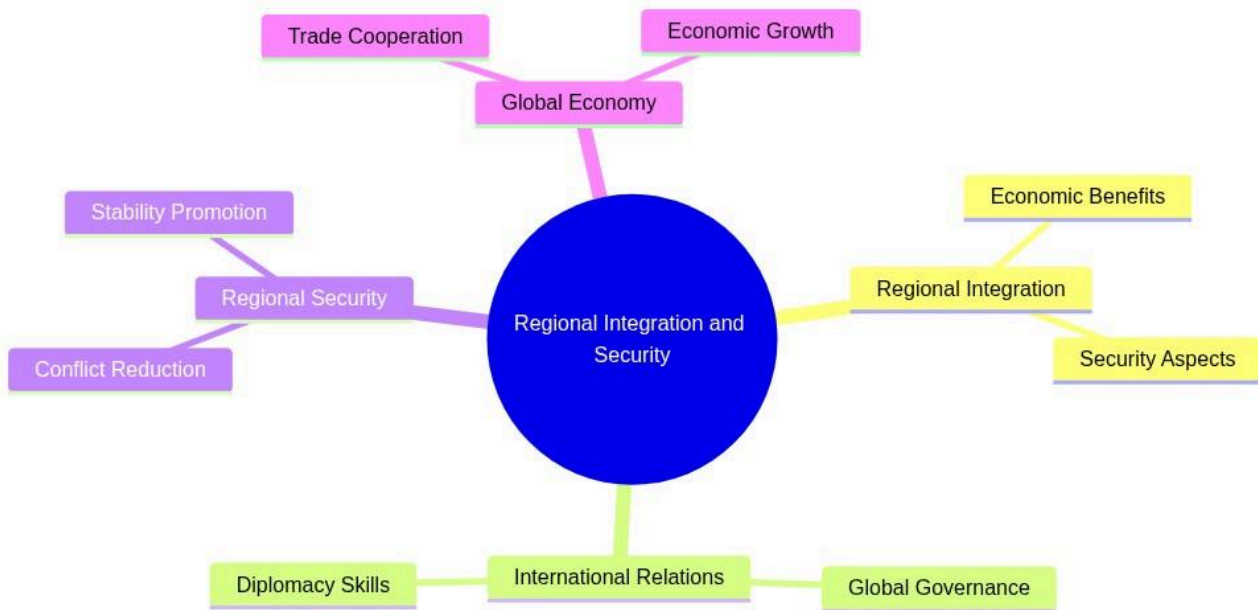 Trade Cooperation
Economic Growth
Global Economy
Stability Promotion
Economic Benefits
Regional Security
Regional Integration
Conflict Reduction
Security Aspects
Regional Integration and
Security
Diplomacy Skills
International Relations
Global Governance